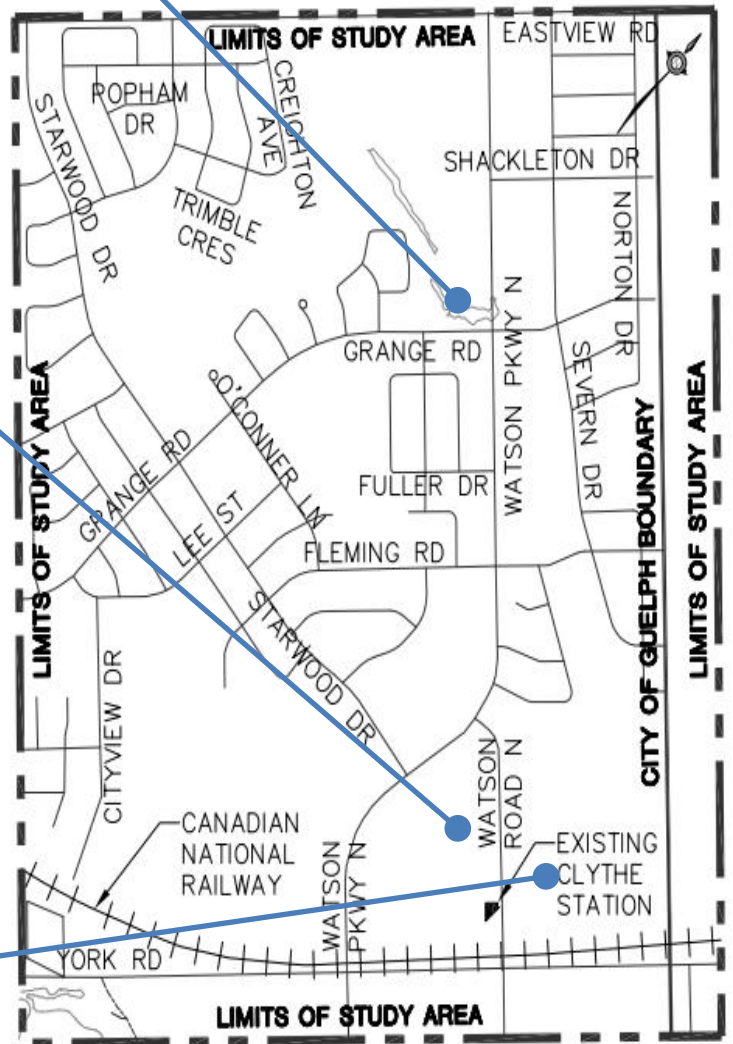 LIMITS OF STUDY AREA
EASTVIEW RD
POPHAM
DR
CREIGHTON
AVE
STARWOOD DR
SHACKLETON DR
TRIMBLE
CRES
NORTON DR
WATSON PKWY N
GRANGE RD
SEVERN DR
O'CONNER LN
LIMITS OF STUDY AREA
LIMITS OF STUDY AREA
CITY OF GUELPH BOUNDARY
GRANGE RD
FULLER DR
LEE ST
FLEMING RD
STARWOOD DR
CITYVIEW DR
WATSON
ROAD N
CANADIAN
NATIONAL
RAILWAY
WATSON
PKWY N
EXISTING
CLYTHE
STATION
YORK RD
LIMITS OF STUDY AREA